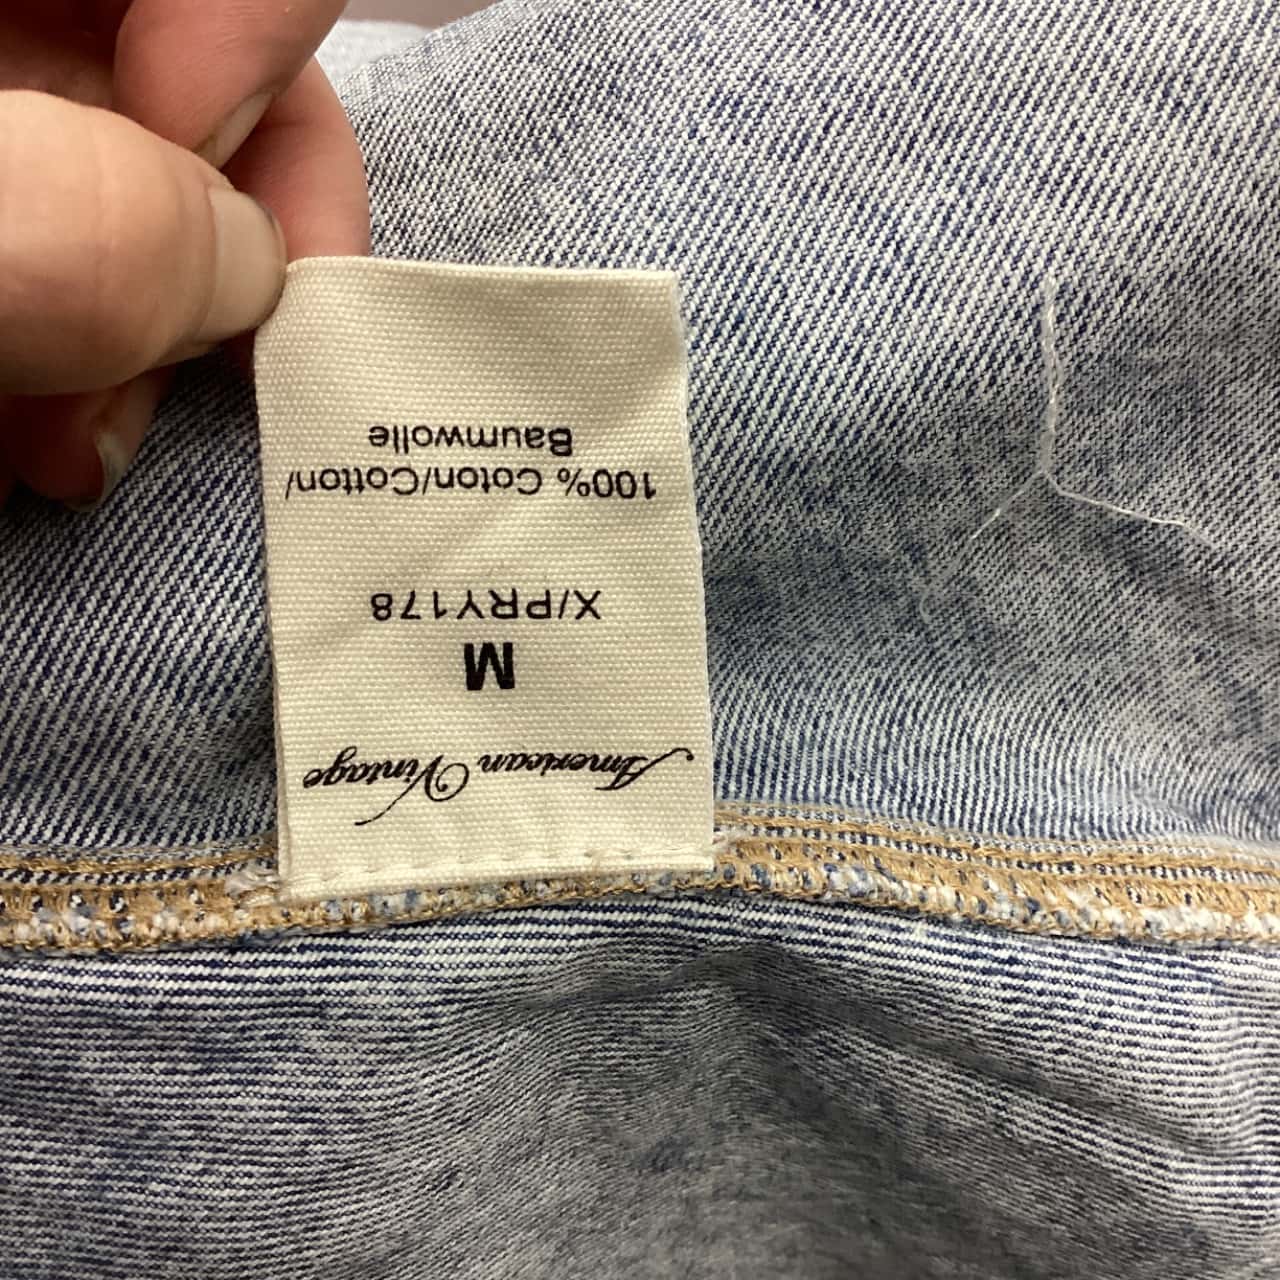 American Vintage
M
X/PRY178
100% Coton/Cotton/
Baumwolle